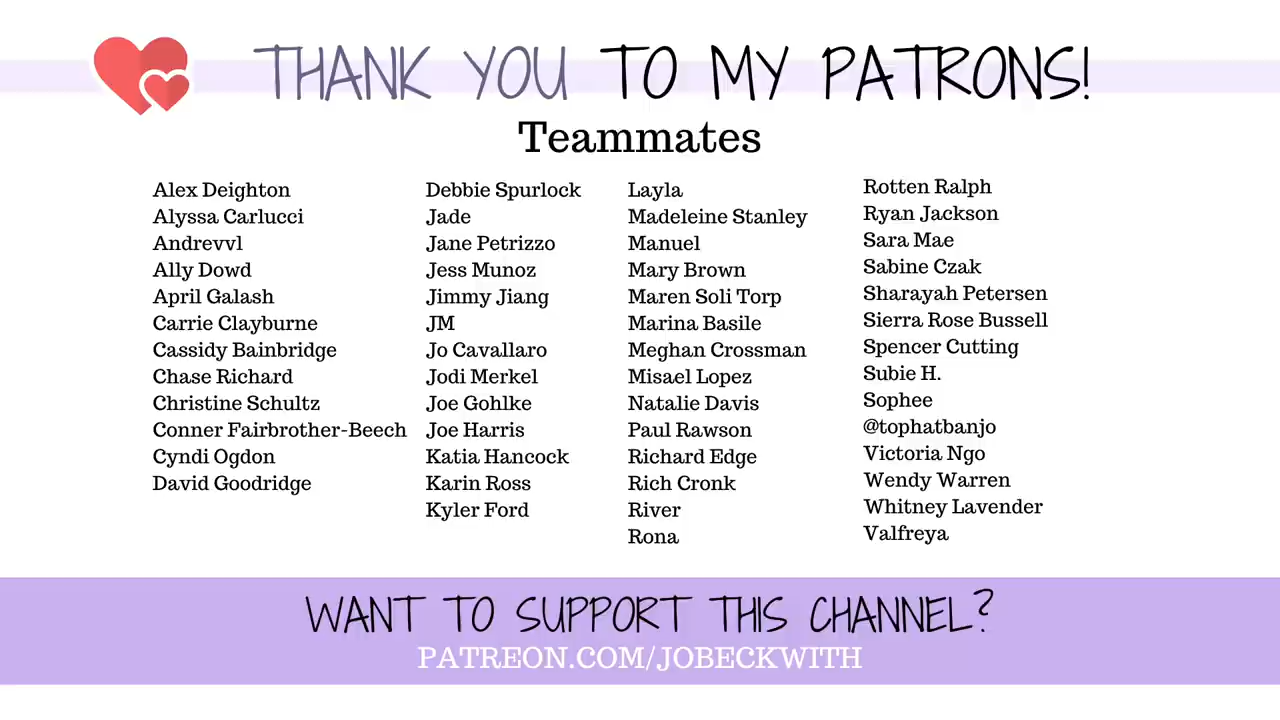 THANK YOU TO MY PATRONS!
Teammates
Alex Deighton
Alyssa Carlucci
Andrevvl
Ally Dowd
April Galash
Carrie Clayburne
Cassidy Bainbridge
Chase Richard
Christine Schultz
Conner Fairbrother-Beech
Cyndi Ogdon
David Goodridge
Debbie Spurlock
Jade
Jane Petrizzo
Jess Munoz
Jimmy Jiang
JM
Jo Cavallaro
Jodi Merkel
Joe Gohlke
Joe Harris
Katia Hancock
Karin Ross
Kyler Ford
Layla
Madeleine Stanley
Manuel
Mary Brown
Maren Soli Torp
Marina Basile
Meghan Crossman
Misael Lopez
Natalie Davis
Paul Rawson
Richard Edge
Rich Cronk
River
Rona
Rotten Ralph
Ryan Jackson
Sara Mae
Sabine Czak
Sharayah Petersen
Sierra Rose Bussell
Spencer Cutting
Subie H.
Sophee
@tophatbanjo
Victoria Ngo
Wendy Warren
Whitney Lavender
Valfreya
WANT TO SUPPORT THIS CHANNEL?
PATREON.COM/JOBECKWITH